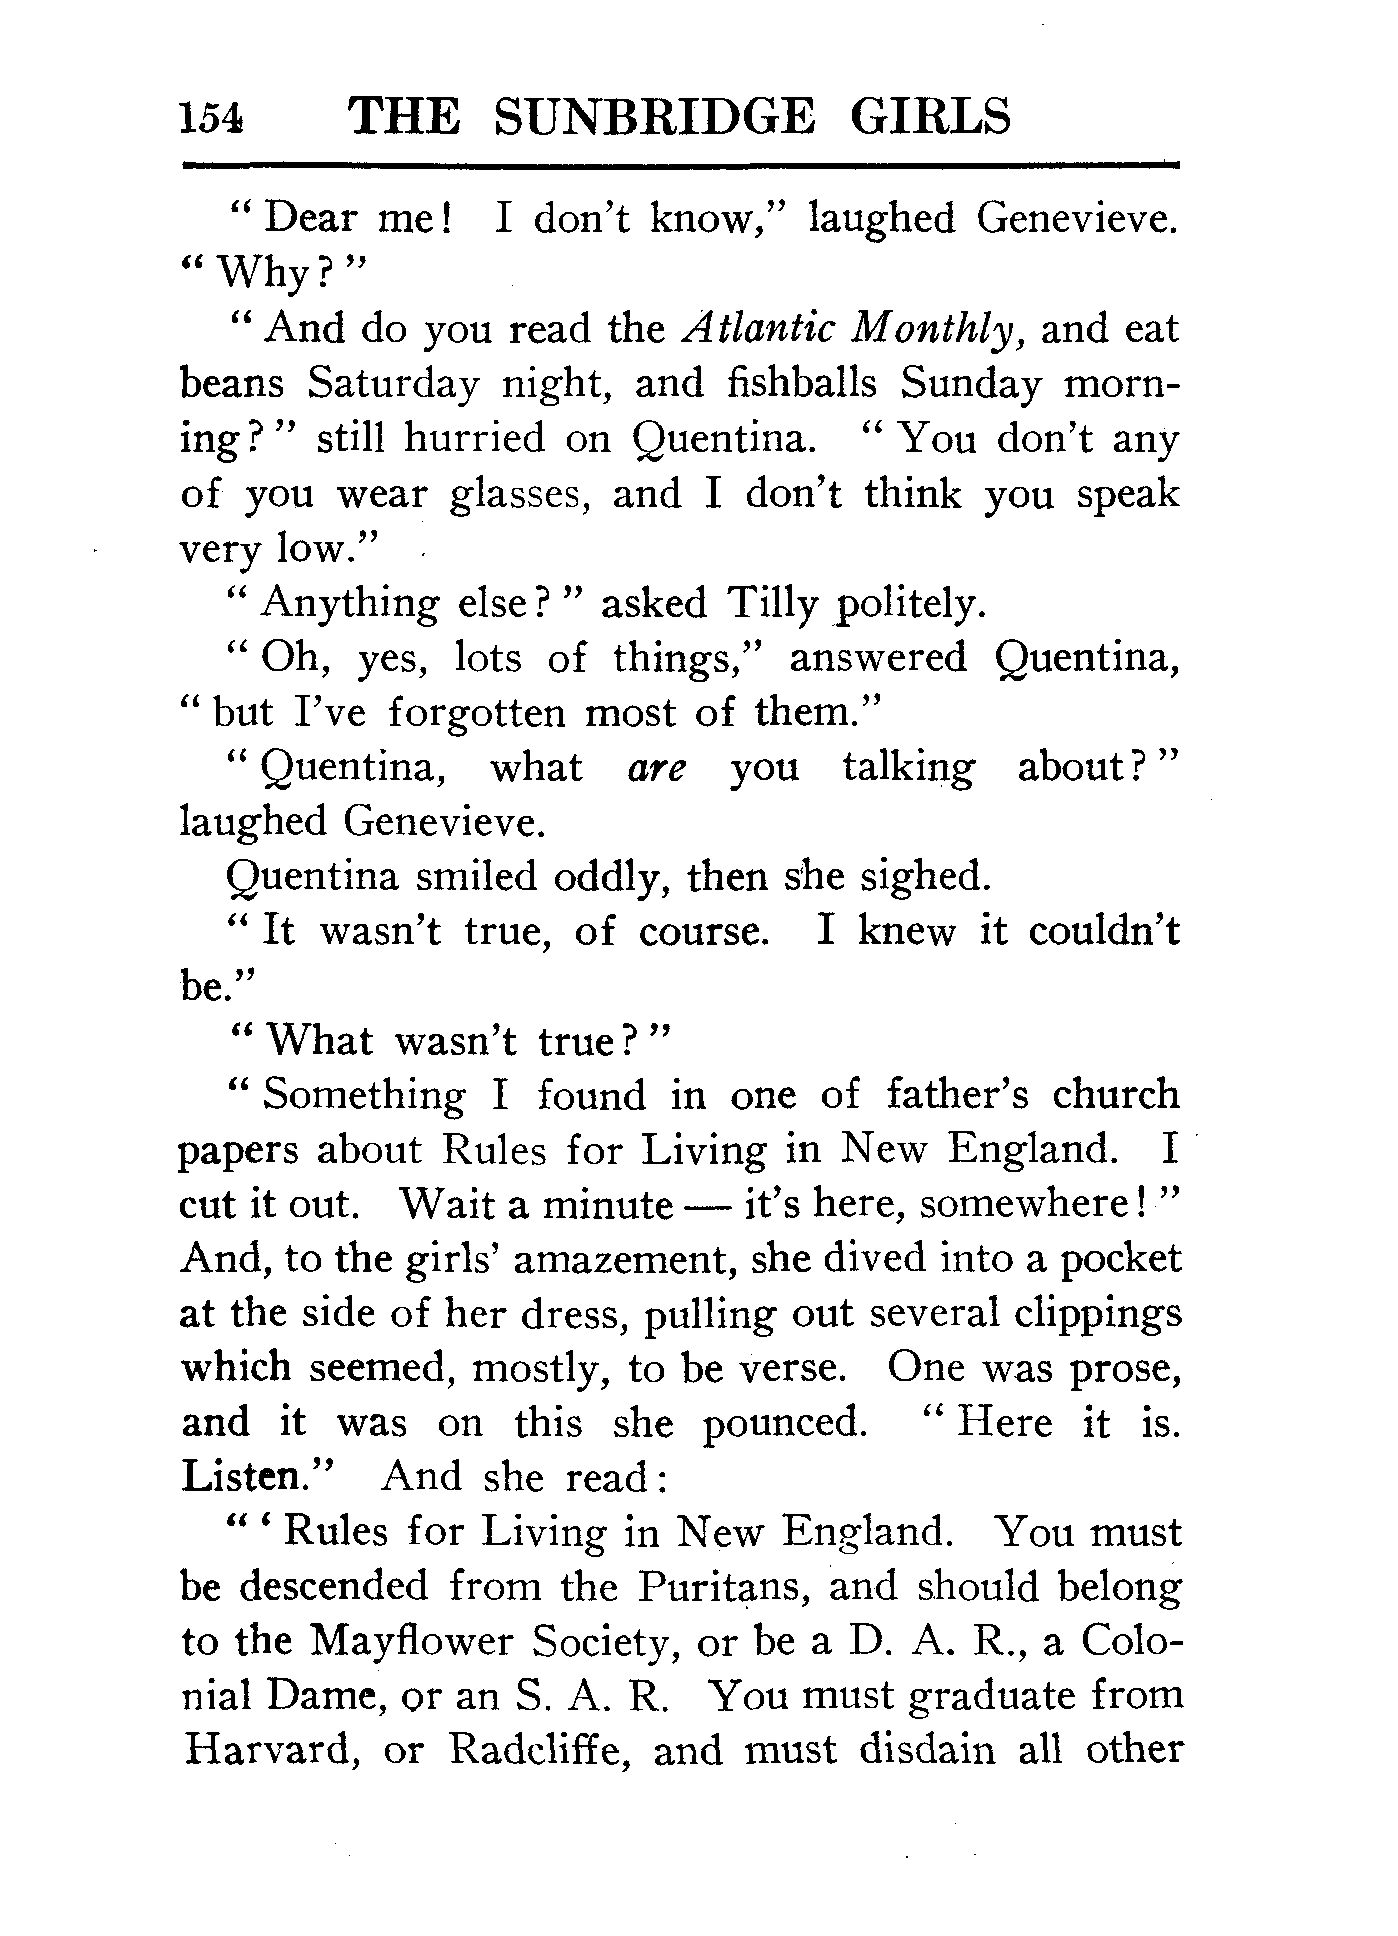 154 THE SUNBRIDGE GIRLS
" Dear me! I don't know," laughed Genevieve.
" Why? "
" And do you read the Atlantic Monthly, and eat
beans Saturday night, and fishballs Sunday morn-
ing? " still hurried on Quentina. " You don't any
of you wear glasses, and I don't think you speak
very low."
" Anything else? " asked Tilly politely.
" Oh, yes, lots of things," answered Quentina,
" but I've forgotten most of them."
" Quentina, what are you talking about? "
laughed Genevieve.
Quentina smiled oddly, then she sighed.
" It wasn't true, of course. I knew it couldn't
be."
" What wasn't true? "
" Something I found in one of father's church
papers about Rules for Living in New England. I
cut it out. Wait a minute — it's here, somewhere! "
And, to the girls' amazement, she dived into a pocket
at the side of her dress, pulling out several clippings
which seemed, mostly, to be verse. One was prose,
and it was on this she pounced. " Here it is.
Listen." And she read:
" ' Rules for Living in New England. You must
be descended from the Puritans, and should belong
to the Mayflower Society, or be a D. A. R., a Colo-
nial Dame, or an S. A. R. You must graduate from
Harvard, or Radcliffe, and must disdain all other